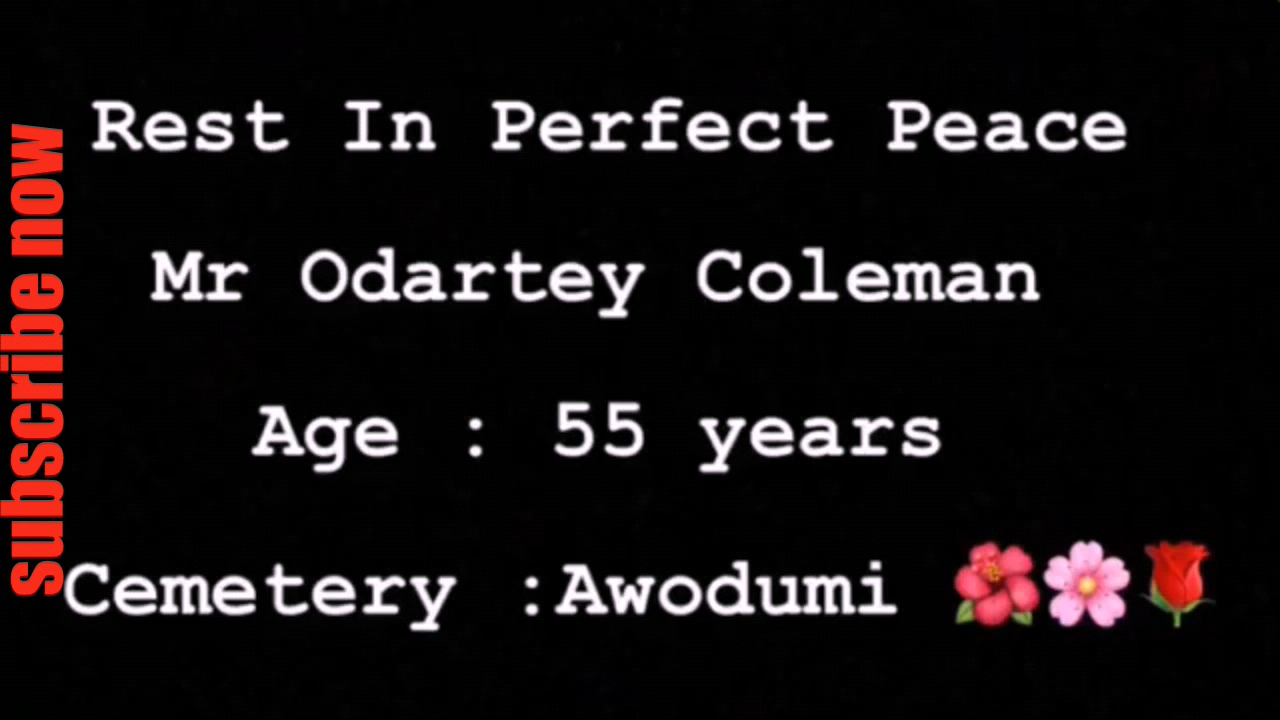 Rest In Perfect Peace
Mr Odartey Coleman
Age : 55 years
Cemetery :Awodumi 🌺🌸🌹
subscribe now